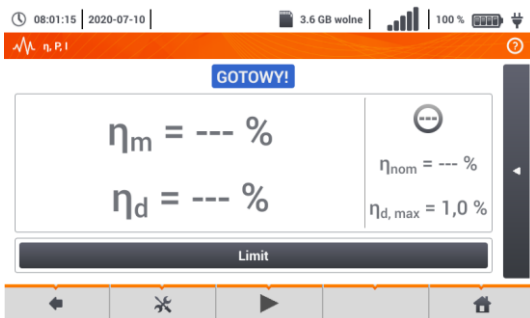 08:01:15 2020-07-10 3.6 GB wolne 100 %
η, P, I ?
GOTOWY!
ηm = --- %
ηd = --- %
---
ηnom = --- %
ηd, max = 1,0 %
Limit